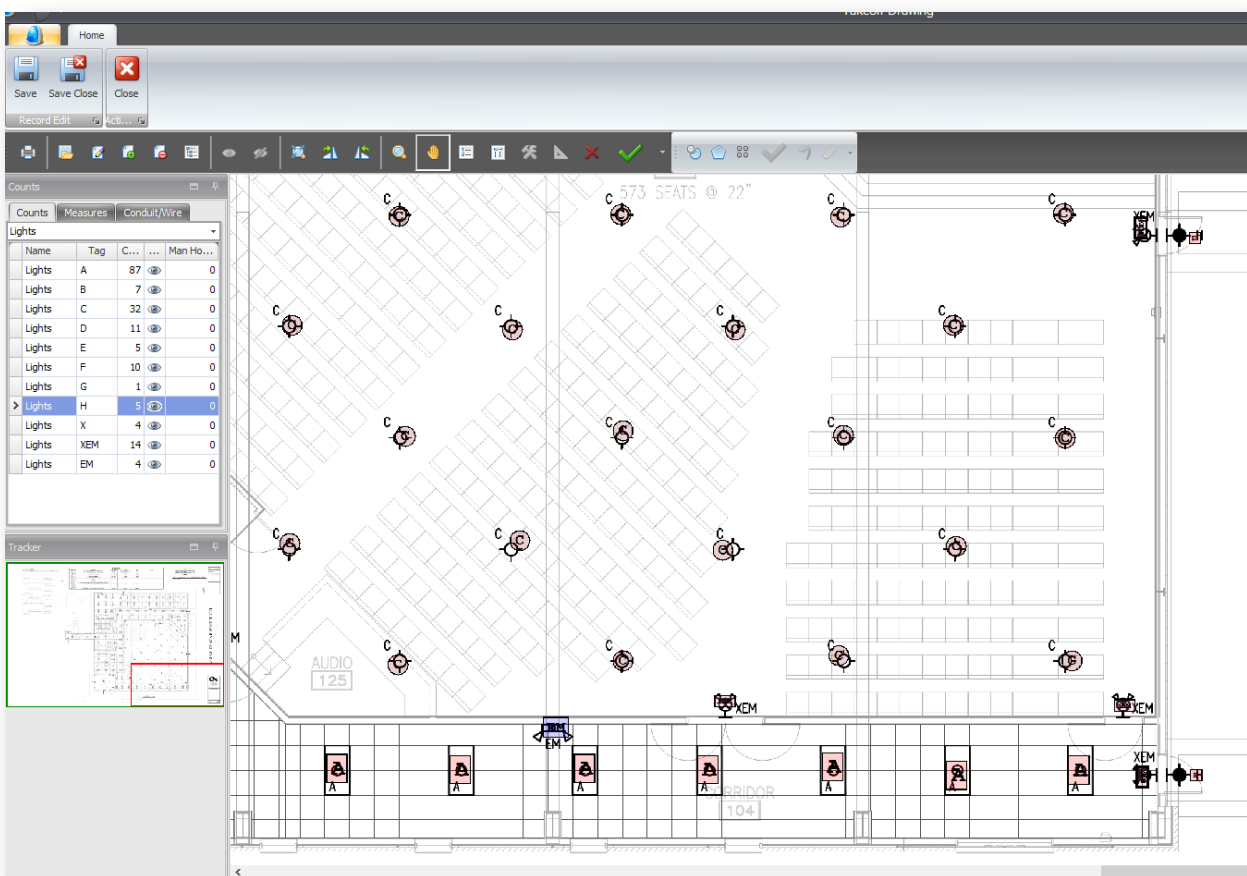 Takeoff Drawing
Home
Save Save Close Close
Record Edit Acti...
Counts
Counts Measures Conduit/Wire
Lights
Name Tag C... ... Man Ho...
Lights A 87 0
Lights B 7 0
Lights C 32 0
Lights D 11 0
Lights E 5 0
Lights F 10 0
Lights G 1 0
Lights H 5 0
Lights X 4 0
Lights XEM 14 0
Lights EM 4 0
Tracker
573 SEATS @ 22"
C C C C
XEM
C C C C
C C C C
C C C C
M
C C C C
AUDIO
125
XEM XEM
EM
XEM
A A A A A A A
A A A A A A A
CORRIDOR
104